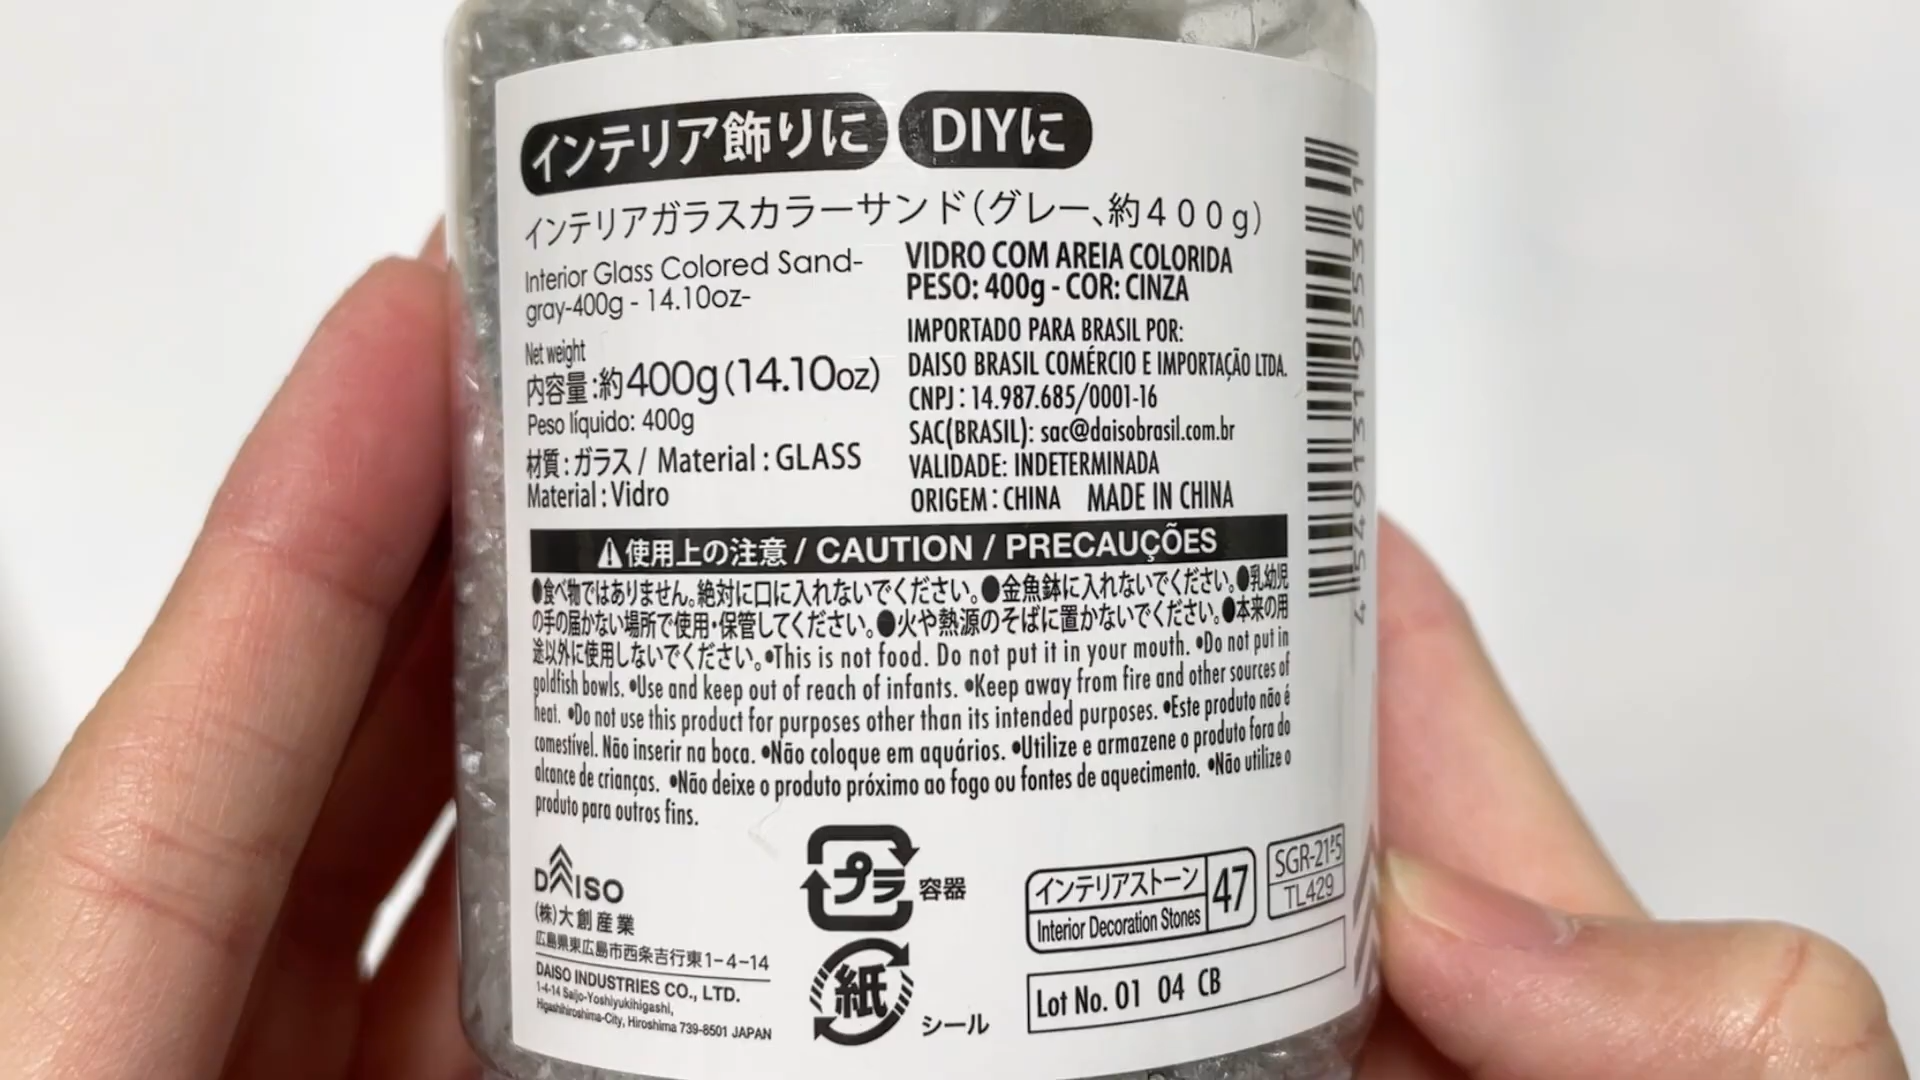 インテリア飾りに DIYに
インテリアガラスカラーサンド(グレー、約400g)
Interior Glass Colored Sand-
gray-400g - 14.10oz-
Net weight
内容量:約400g(14.10oz)
Peso líquido: 400g
材質:ガラス / Material : GLASS
Material : Vidro
VIDRO COM AREIA COLORIDA
PESO: 400g - COR: CINZA
IMPORTADO PARA BRASIL POR:
DAISO BRASIL COMÉRCIO E IMPORTAÇÃO LTDA.
CNPJ : 14.987.685/0001-16
SAC(BRASIL): sac@daisobrasil.com.br
VALIDADE: INDETERMINADA
ORIGEM : CHINA MADE IN CHINA
4 549131 955361
⚠使用上の注意 / CAUTION / PRECAUÇÕES
●食べ物ではありません。絶対に口に入れないでください。●金魚鉢に入れないでください。●乳幼児
の手の届かない場所で使用・保管してください。●火や熱源のそばに置かないでください。●本来の用
途以外に使用しないでください。•This is not food. Do not put it in your mouth. •Do not put in
goldfish bowls. •Use and keep out of reach of infants. •Keep away from fire and other sources of
heat. •Do not use this product for purposes other than its intended purposes. •Este produto não é
comestível. Não inserir na boca. •Não coloque em aquários. •Utilize e armazene o produto fora do
alcance de crianças. •Não deixe o produto próximo ao fogo ou fontes de aquecimento. •Não utilize o
produto para outros fins.
DAISO
(株)大創産業
広島県東広島市西条吉行東1-4-14
DAISO INDUSTRIES CO., LTD.
1-4-14 Saijo-Yoshiyukihigashi,
Higashihiroshima-City, Hiroshima 739-8501 JAPAN
プラ 容器
紙 シール
インテリアストーン 47
Interior Decoration Stones
TL429
Lot No. 01 04 CB